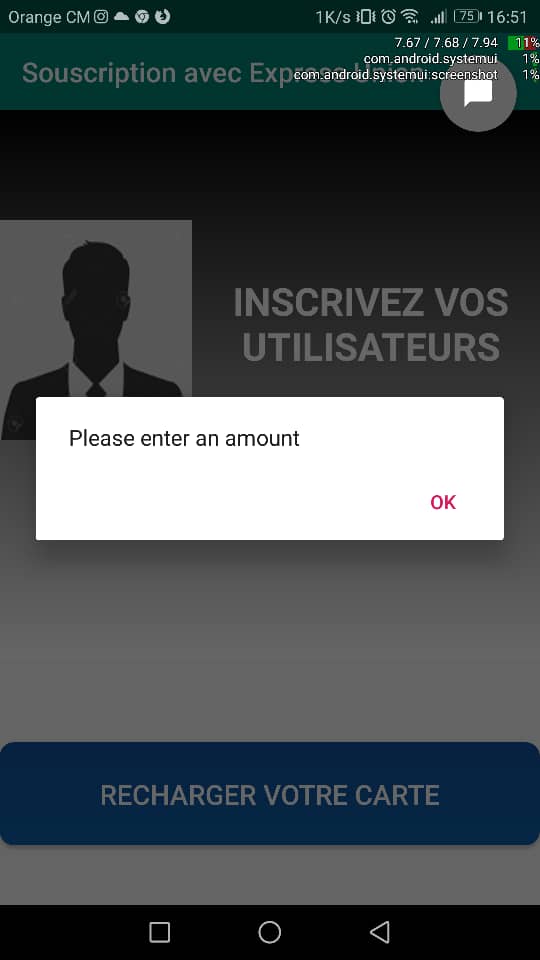 Orange CM 1K/s 75 16:51
7.67 / 7.68 / 7.94 11%
com.android.systemui 1%
Souscription avec Express Union
com.android.systemui:screenshot 1%
INSCRIVEZ VOS
UTILISATEURS
Please enter an amount
OK
RECHARGER VOTRE CARTE